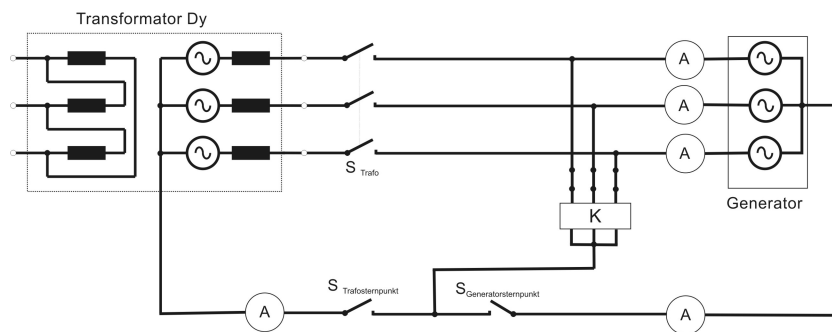 Transformator Dy
A
A
S Trafo
A
K
Generator
S Trafosternpunkt
S Generatorsternpunkt
A
A